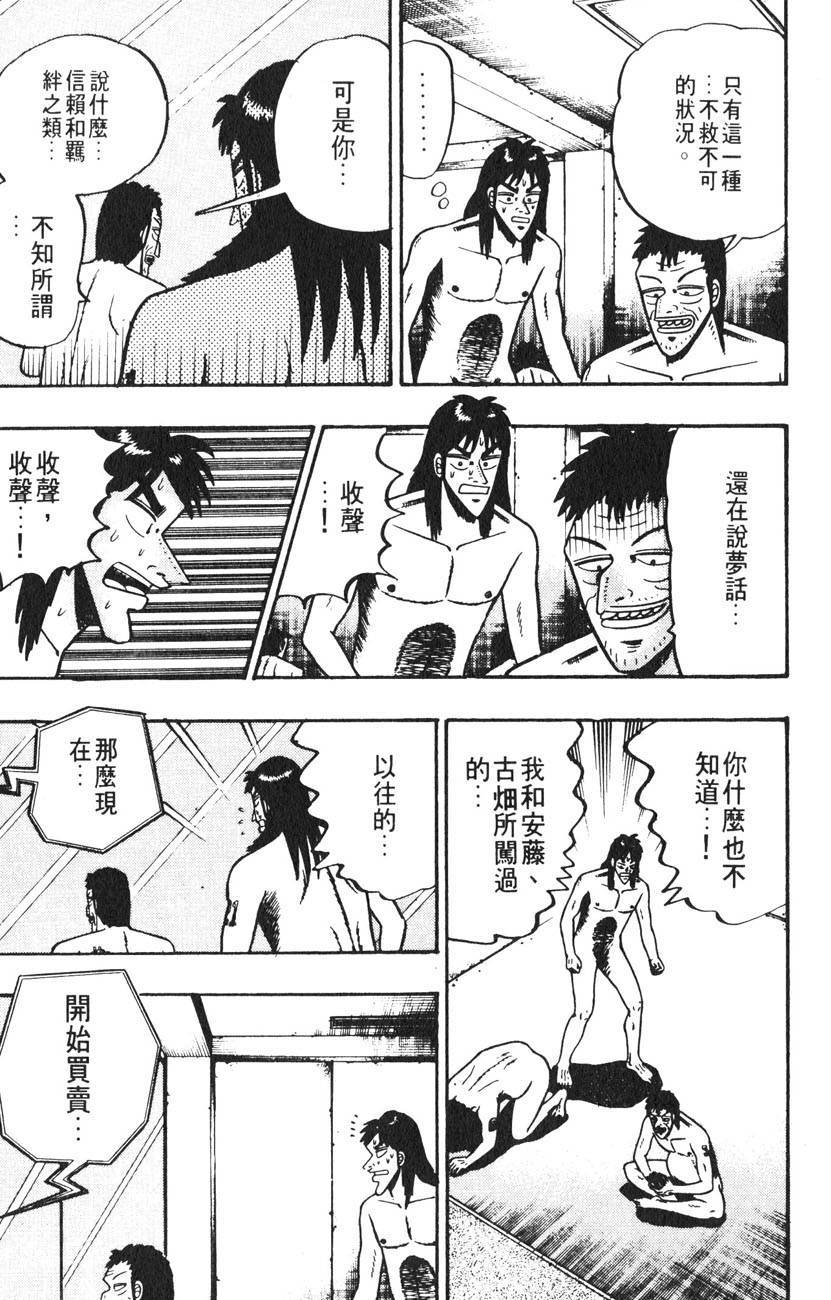 只有這一種
…不救不可
的狀況。
………
可是你…
說什麼…
信賴和羈
絆之類…
不知所謂
…
還在說夢話…
收聲
…!
收聲，
收聲…!
你什麼也不
知道…!
我和安藤、
古畑所闖過
的…
以往的…
那麼現
在…
開始買賣…